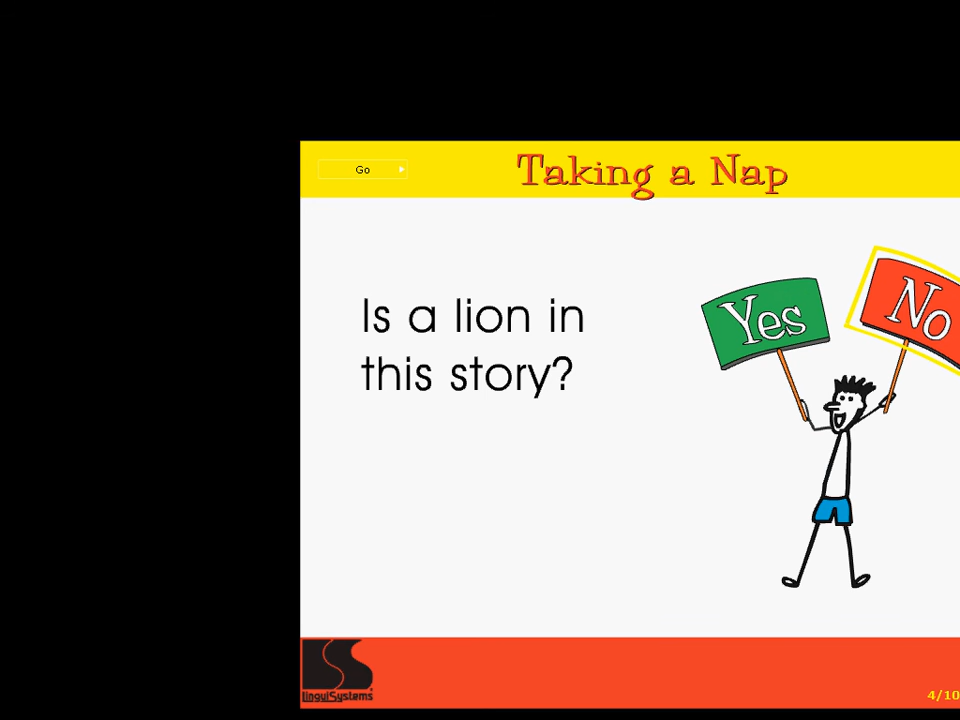 Go
Taking a Nap
Is a lion in
this story?
Yes
No
LinguiSystems
4/10